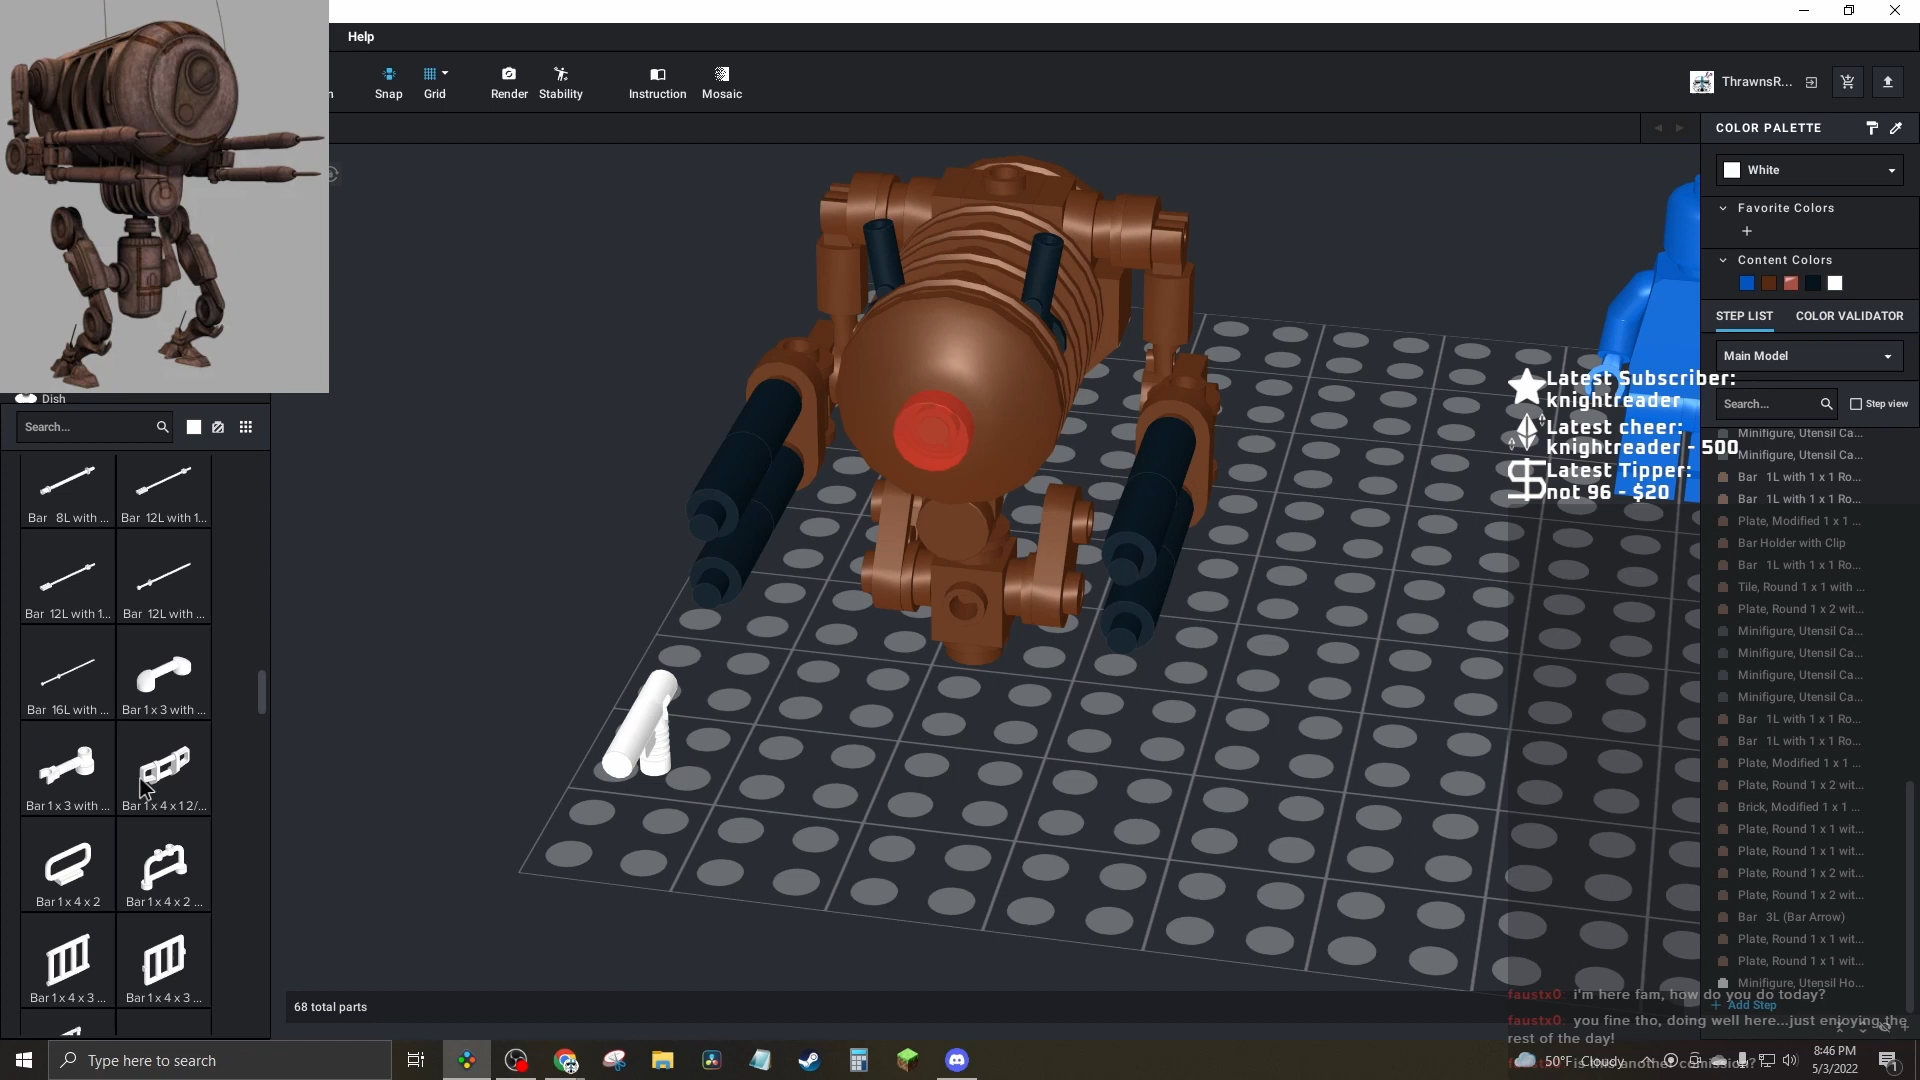 Help
Snap
Grid
Render
Stability
Instruction
Mosaic
ThrawnsR...
COLOR PALETTE
White
Favorite Colors
Content Colors
STEP LIST
COLOR VALIDATOR
Main Model
Search...
Step view
Latest Subscriber:
knightreader
Latest cheer:
knightreader - 500
Latest Tipper:
not 96 - $20
Minifigure, Utensil Ca...
Minifigure, Utensil Ca...
Bar 1L with 1 x 1 Ro...
Bar 1L with 1 x 1 Ro...
Plate, Modified 1 x 1 ...
Bar Holder with Clip
Bar 1L with 1 x 1 Ro...
Tile, Round 1 x 1 with ...
Plate, Round 1 x 2 wit...
Minifigure, Utensil Ca...
Minifigure, Utensil Ca...
Minifigure, Utensil Ca...
Minifigure, Utensil Ca...
Bar 1L with 1 x 1 Ro...
Bar 1L with 1 x 1 Ro...
Plate, Modified 1 x 1 ...
Plate, Round 1 x 2 wit...
Brick, Modified 1 x 1 ...
Plate, Round 1 x 1 wit...
Plate, Round 1 x 1 wit...
Plate, Round 1 x 2 wit...
Plate, Round 1 x 2 wit...
Bar 3L (Bar Arrow)
Plate, Round 1 x 1 wit...
Plate, Round 1 x 1 wit...
Minifigure, Utensil Ho...
+ Add Step
Dish
Search...
Bar 8L with ...
Bar 12L with 1...
Bar 12L with 1...
Bar 12L with ...
Bar 16L with ...
Bar 1 x 3 with ...
Bar 1 x 3 with ...
Bar 1 x 4 x 1 2/...
Bar 1 x 4 x 2
Bar 1 x 4 x 2 ...
Bar 1 x 4 x 3 ...
Bar 1 x 4 x 3 ...
68 total parts
faustx0: i'm here fam, how do you do today?
faustx0: you fine tho, doing well here...just enjoying the
rest of the day!
faustx0: is this another comission?
Type here to search
50°F Cloudy
8:46 PM
5/3/2022
1